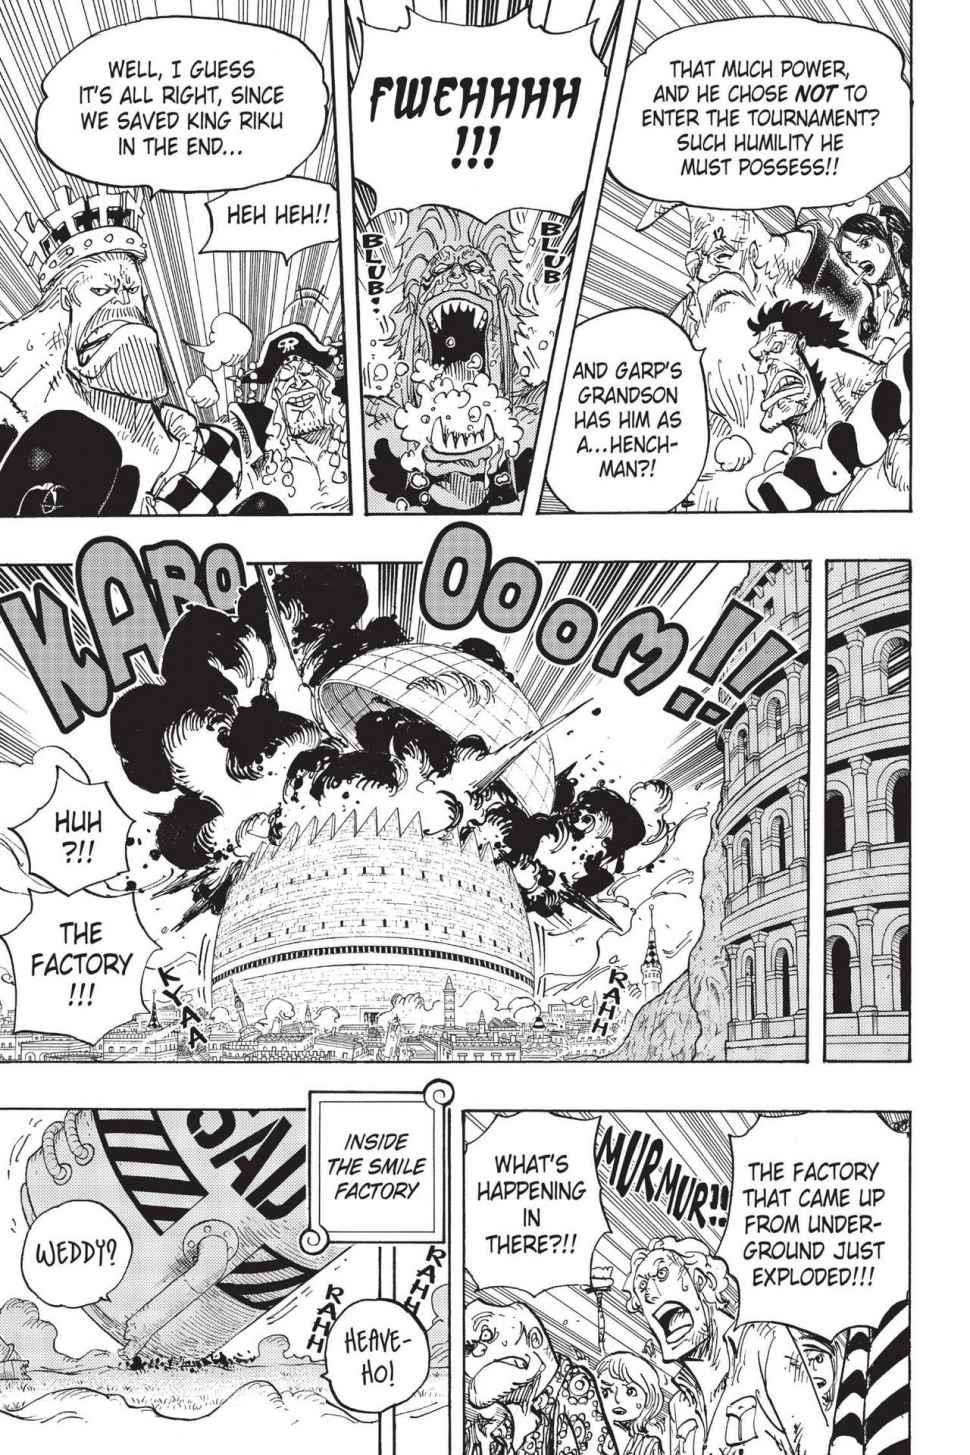 THAT MUCH POWER,
AND HE CHOSE NOT TO
ENTER THE TOURNAMENT?
SUCH HUMILITY HE
MUST POSSESS!!
12
AND GARP'S
GRANDSON
HAS HIM AS
A...HENCH-
MAN?!
FWEHHHH
!!!
BLUB
BLUB
WELL, I GUESS
IT'S ALL RIGHT, SINCE
WE SAVED KING RIKU
IN THE END...
HEH HEH!!
KABOOOOM!!
HUH
?!!
THE
FACTORY
!!!
KYAA
RAHH
THE FACTORY
THAT CAME UP
FROM UNDER-
GROUND JUST
EXPLODED!!!
MURMUR!!
WHAT'S
HAPPENING
IN
THERE?!!
INSIDE
THE SMILE
FACTORY
SAD
RAHH
HEAVE-
HO!
RAHH
WEDDY?